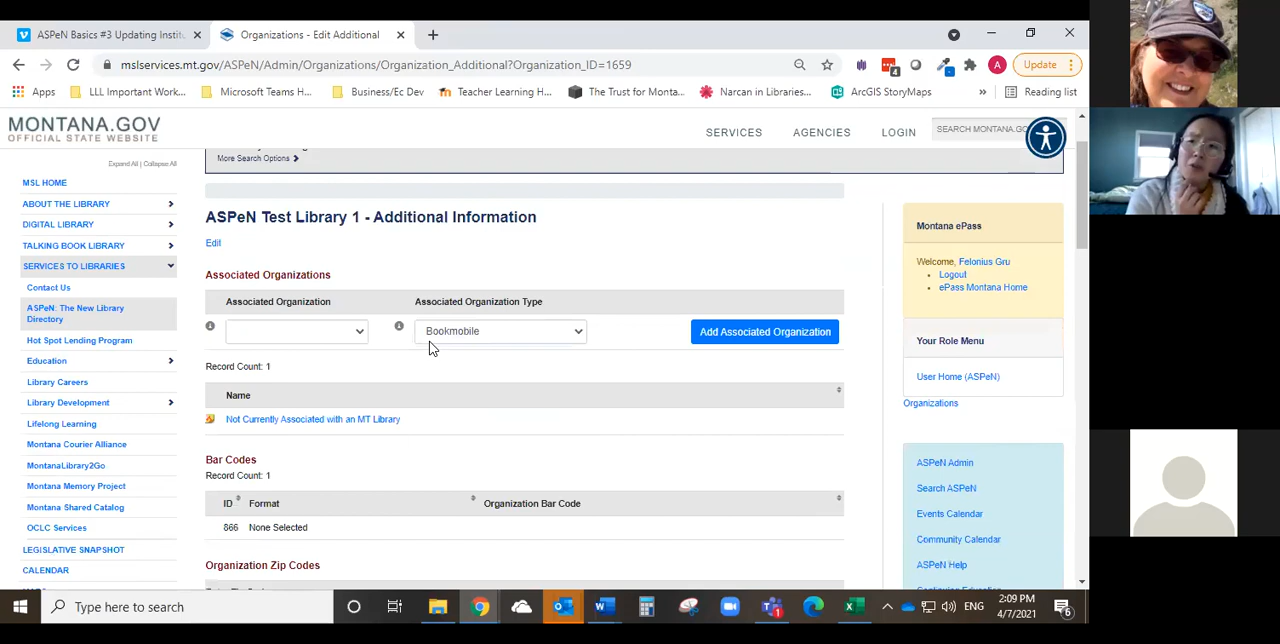 ASPeN Basics #3 Updating Instit
Organizations - Edit Additional
mslservices.mt.gov/ASPeN/Admin/Organizations/Organization_Additional?Organization_ID=1659
A
Update
Apps
LLL Important Work...
Microsoft Teams H...
Business/Ec Dev
Teacher Learning H...
The Trust for Monta...
Narcan in Libraries...
ArcGIS StoryMaps
Reading list
MONTANA.GOV
OFFICIAL STATE WEBSITE
SERVICES
AGENCIES
LOGIN
SEARCH MONTANA.GO
Expand All | Collapse All
More Search Options
MSL HOME
ABOUT THE LIBRARY
DIGITAL LIBRARY
TALKING BOOK LIBRARY
SERVICES TO LIBRARIES
Contact Us
ASPeN: The New Library
Directory
Hot Spot Lending Program
Education
Library Careers
Library Development
Lifelong Learning
Montana Courier Alliance
MontanaLibrary2Go
Montana Memory Project
Montana Shared Catalog
OCLC Services
LEGISLATIVE SNAPSHOT
CALENDAR
ASPeN Test Library 1 - Additional Information
Edit
Associated Organizations
Associated Organization
Associated Organization Type
Bookmobile
Add Associated Organization
Record Count: 1
Name
Not Currently Associated with an MT Library
Bar Codes
Record Count: 1
ID
Format
Organization Bar Code
866
None Selected
Organization Zip Codes
Montana ePass
Welcome, Felonius Gru
Logout
ePass Montana Home
Your Role Menu
User Home (ASPeN)
Organizations
ASPeN Admin
Search ASPeN
Events Calendar
Community Calendar
ASPeN Help
Type here to search
ENG
2:09 PM
4/7/2021